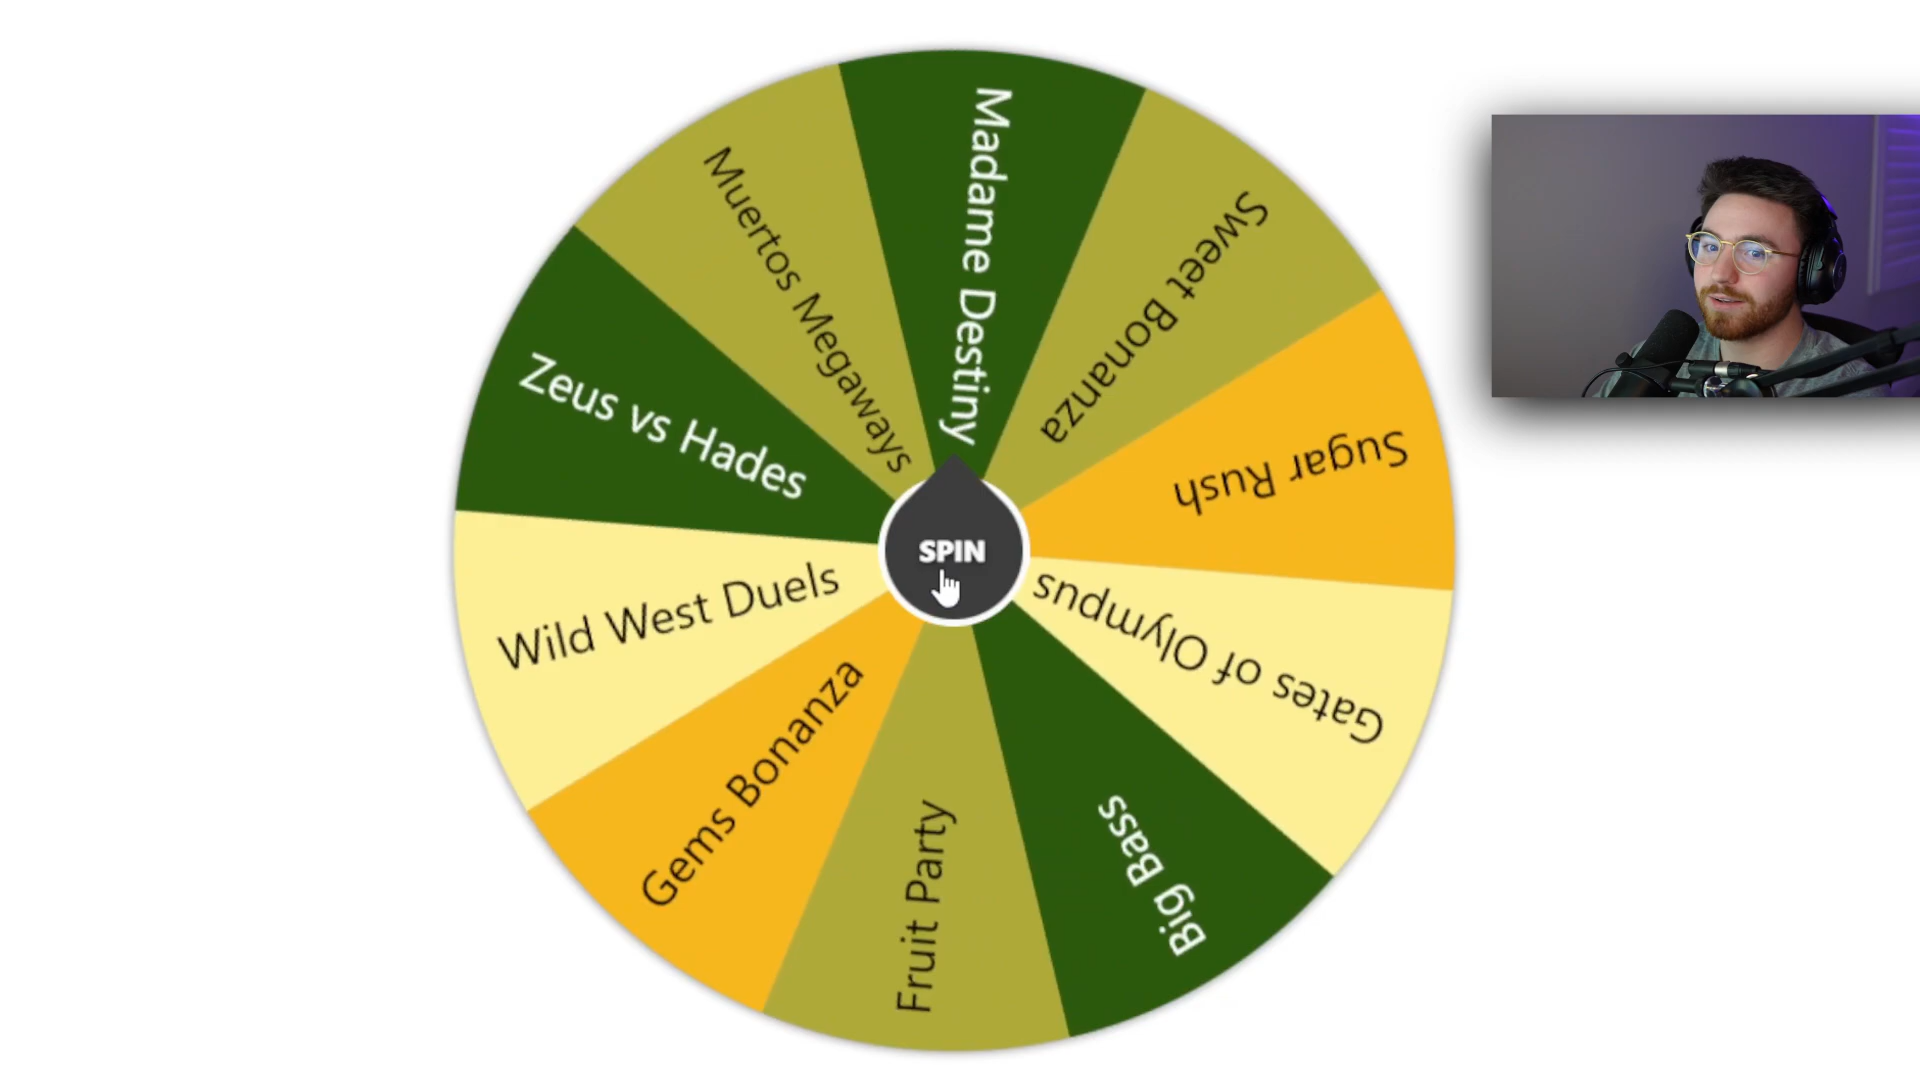 Madame Destiny
Sweet Bonanza
Sugar Rush
Gates of Olympus
Big Bass
Fruit Party
Gems Bonanza
Wild West Duels
Zeus vs Hades
Muertos Megaways
SPIN